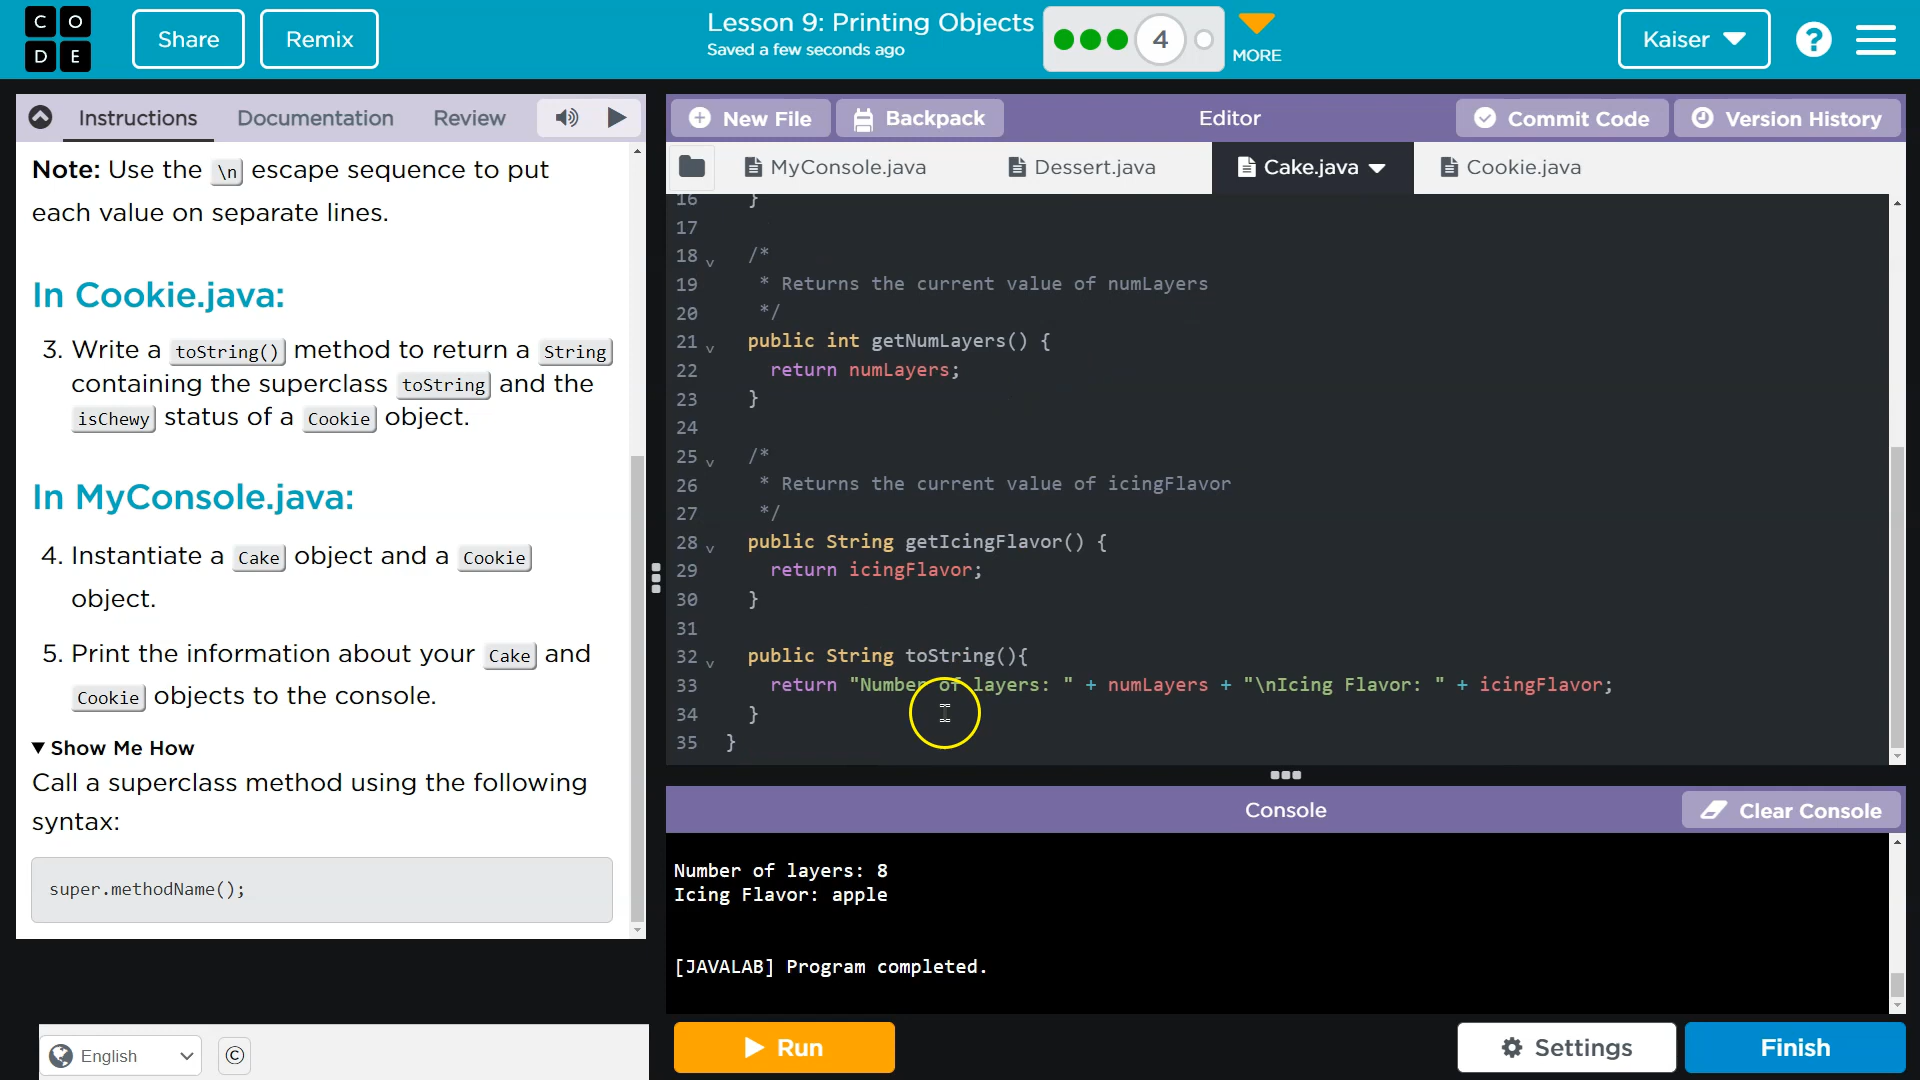 CODE
Share
Remix
Lesson 9: Printing Objects
Saved a few seconds ago
4
MORE
Kaiser
?
Instructions
Documentation
Review
Note: Use the \n escape sequence to put
each value on separate lines.
In Cookie.java:
3. Write a toString() method to return a String
containing the superclass toString and the
isChewy status of a Cookie object.
In MyConsole.java:
4. Instantiate a Cake object and a Cookie
object.
5. Print the information about your Cake and
Cookie objects to the console.
▼ Show Me How
Call a superclass method using the following
syntax:
super.methodName();
English
©
New File
Backpack
Editor
Commit Code
Version History
MyConsole.java
Dessert.java
Cake.java
Cookie.java
16 }
17
18 /*
19 * Returns the current value of numLayers
20 */
21 public int getNumLayers() {
22 return numLayers;
23 }
24
25 /*
26 * Returns the current value of icingFlavor
27 */
28 public String getIcingFlavor() {
29 return icingFlavor;
30 }
31
32 public String toString(){
33 return "Number of layers: " + numLayers + "\nIcing Flavor: " + icingFlavor;
34 }
35 }
Console
Clear Console
Number of layers: 8
Icing Flavor: apple
[JAVALAB] Program completed.
Run
Settings
Finish